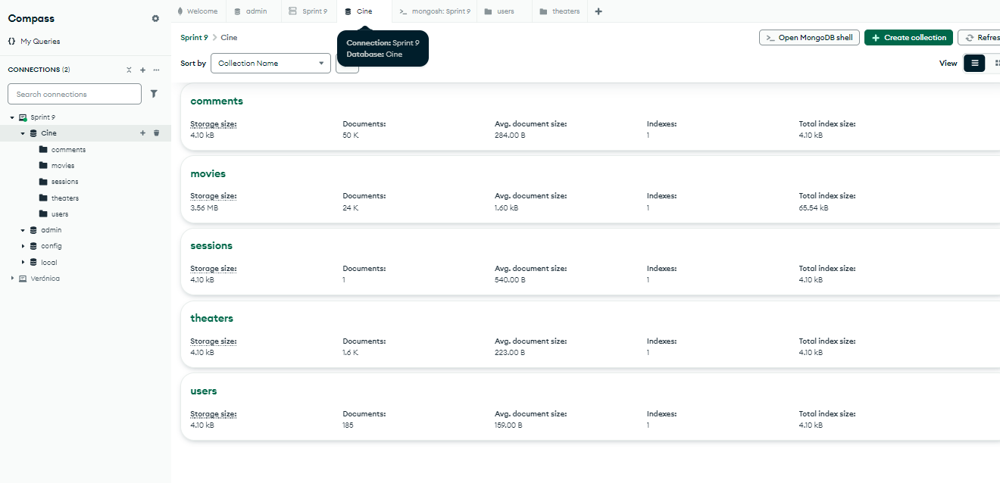 Compass
My Queries
CONNECTIONS (2)
Search connections
Sprint 9
Cine
comments
movies
sessions
theaters
users
admin
config
local
Verónica
Welcome
admin
Sprint 9
Cine
mongosh: Sprint 9
users
theaters
Sprint 9 > Cine
Connection: Sprint 9
Database: Cine
Open MongoDB shell
Create collection
Refres
Sort by
Collection Name
View
comments
Storage size: Documents: Avg. document size: Indexes: Total index size:
4.10 kB 50 K 284.00 B 1 4.10 kB
movies
Storage size: Documents: Avg. document size: Indexes: Total index size:
3.56 MB 24 K 1.60 kB 1 65.54 kB
sessions
Storage size: Documents: Avg. document size: Indexes: Total index size:
4.10 kB 1 540.00 B 1 4.10 kB
theaters
Storage size: Documents: Avg. document size: Indexes: Total index size:
4.10 kB 1.6 K 223.00 B 1 4.10 kB
users
Storage size: Documents: Avg. document size: Indexes: Total index size:
4.10 kB 185 159.00 B 1 4.10 kB